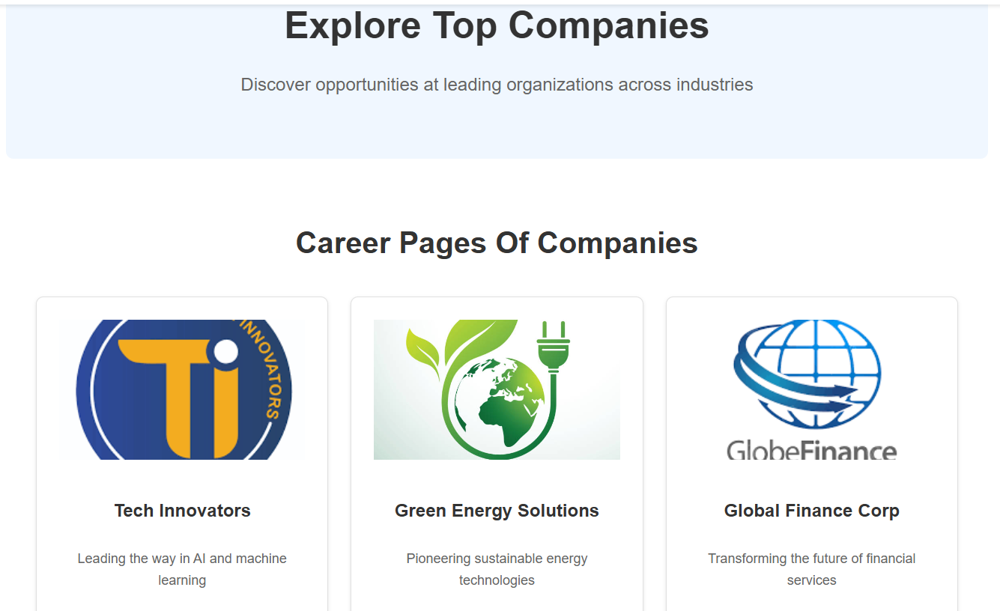 Explore Top Companies
Discover opportunities at leading organizations across industries
Career Pages Of Companies
Ti
INNOVATORS
GlobeFinance
Tech Innovators
Green Energy Solutions
Global Finance Corp
Leading the way in AI and machine
learning
Pioneering sustainable energy
technologies
Transforming the future of financial
services